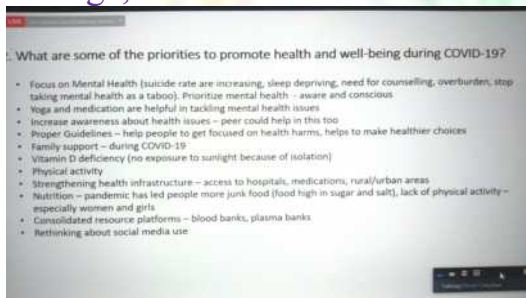 LIVE
. What are some of the priorities to promote health and well-being during COVID-19?
• Focus on Mental Health (suicide rate are increasing, sleep depriving, need for counselling, overburden, stop
taking mental health as a taboo). Prioritize mental health - aware and conscious
• Yoga and medication are helpful in tackling mental health issues
• Increase awareness about health issues – peer could help in this too
• Proper Guidelines – help people to get focused on health harms, helps to make healthier choices
• Family support – during COVID-19
• Vitamin D deficiency (no exposure to sunlight because of isolation)
• Physical activity
• Strengthening health infrastructure – access to hospitals, medications, rural/urban areas
• Nutrition – pandemic has led people more junk food (food high in sugar and salt), lack of physical activity –
especially women and girls
• Consolidated resource platforms – blood banks, plasma banks
• Rethinking about social media use